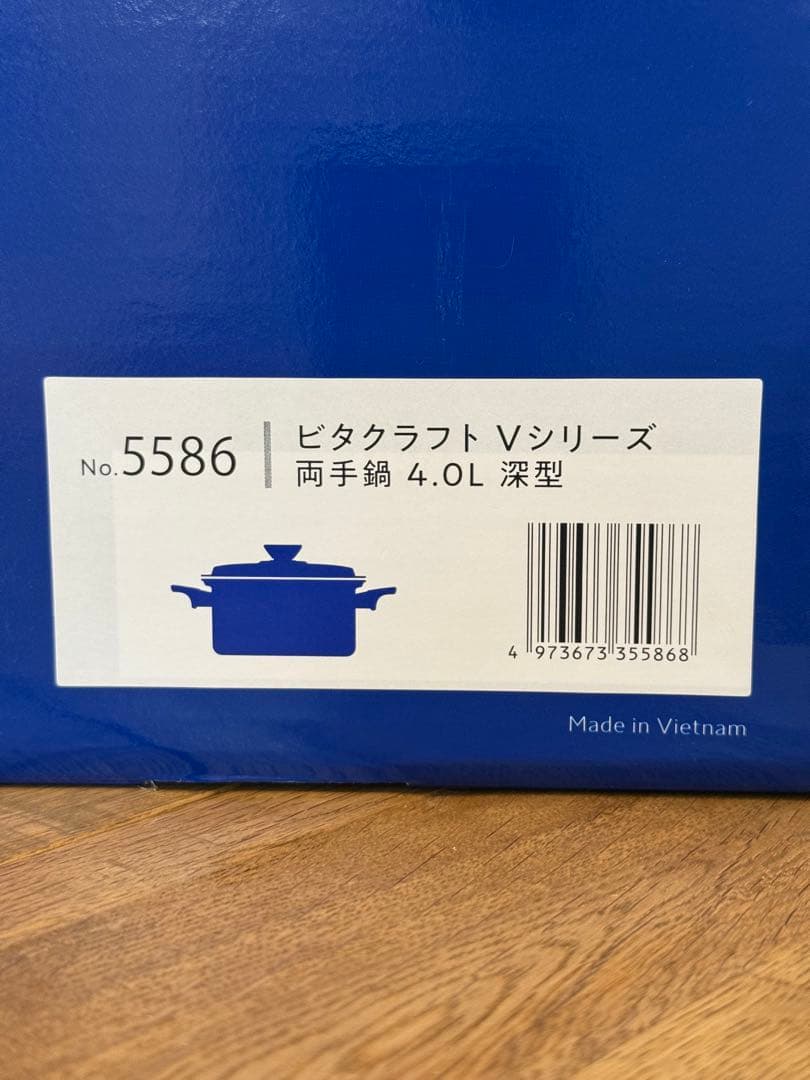 No.5586
ビタクラフト Vシリーズ
両手鍋 4.0L 深型
4 973673 355868
Made in Vietnam